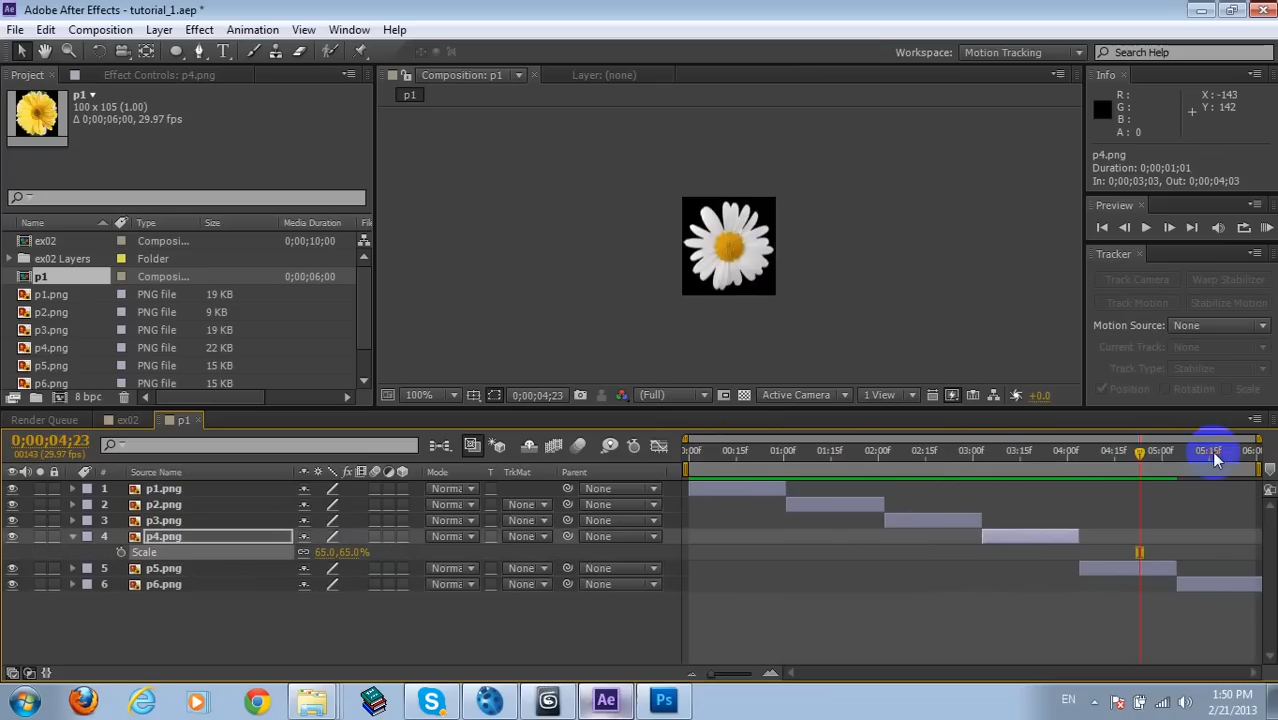 Adobe After Effects - tutorial_1.aep *
File Edit Composition Layer Effect Animation View Window Help
Workspace: Motion Tracking Search Help
Project Effect Controls: p4.png Composition: p1 Layer: (none) Info
p1
100 x 105 (1.00)
Δ 0;00;06;00, 29.97 fps
p1
R :
G :
B :
A : 0
X : -143
Y : 142
p4.png
Duration: 0;00;01;01
In: 0;00;03;03, Out: 0;00;04;03
Preview
Name Type Size Media Duration File
ex02 Composi... 0;00;10;00
ex02 Layers Folder
p1 Composi... 0;00;06;00
p1.png PNG file 19 KB
p2.png PNG file 9 KB
p3.png PNG file 19 KB
p4.png PNG file 22 KB
p5.png PNG file 15 KB
p6.png PNG file 15 KB
8 bpc
Tracker
Track Camera Warp Stabilizer
Track Motion Stabilize Motion
Motion Source: None
Current Track: None
Track Type: Stabilize
Position Rotation Scale
100% 0;00;04;23 (Full) Active Camera 1 View +0.0
Render Queue ex02 p1
0;00;04;23
00143 (29.97 fps)
:00f 00:15f 01:00f 01:15f 02:00f 02:15f 03:00f 03:15f 04:00f 04:15f 05:00f 05:15f 06:0
# Source Name Mode T TrkMat Parent
1 p1.png Norma None
2 p2.png Norma None None
3 p3.png Norma None None
4 p4.png Norma None None
Scale 65.0,65.0%
5 p5.png Norma None None
6 p6.png Norma None None
Ae Ps
EN
1:50 PM
2/21/2013